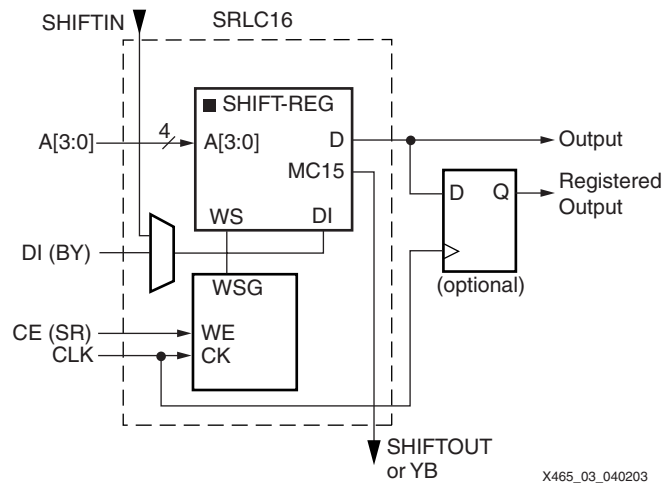 SHIFTIN
SRLC16
SHIFT-REG
A[3:0]
4
A[3:0]
D
MC15
Output
D
Q
Registered
Output
WS
DI
DI (BY)
(optional)
WSG
CE (SR)
WE
CLK
CK
SHIFTOUT
or YB
X465_03_040203